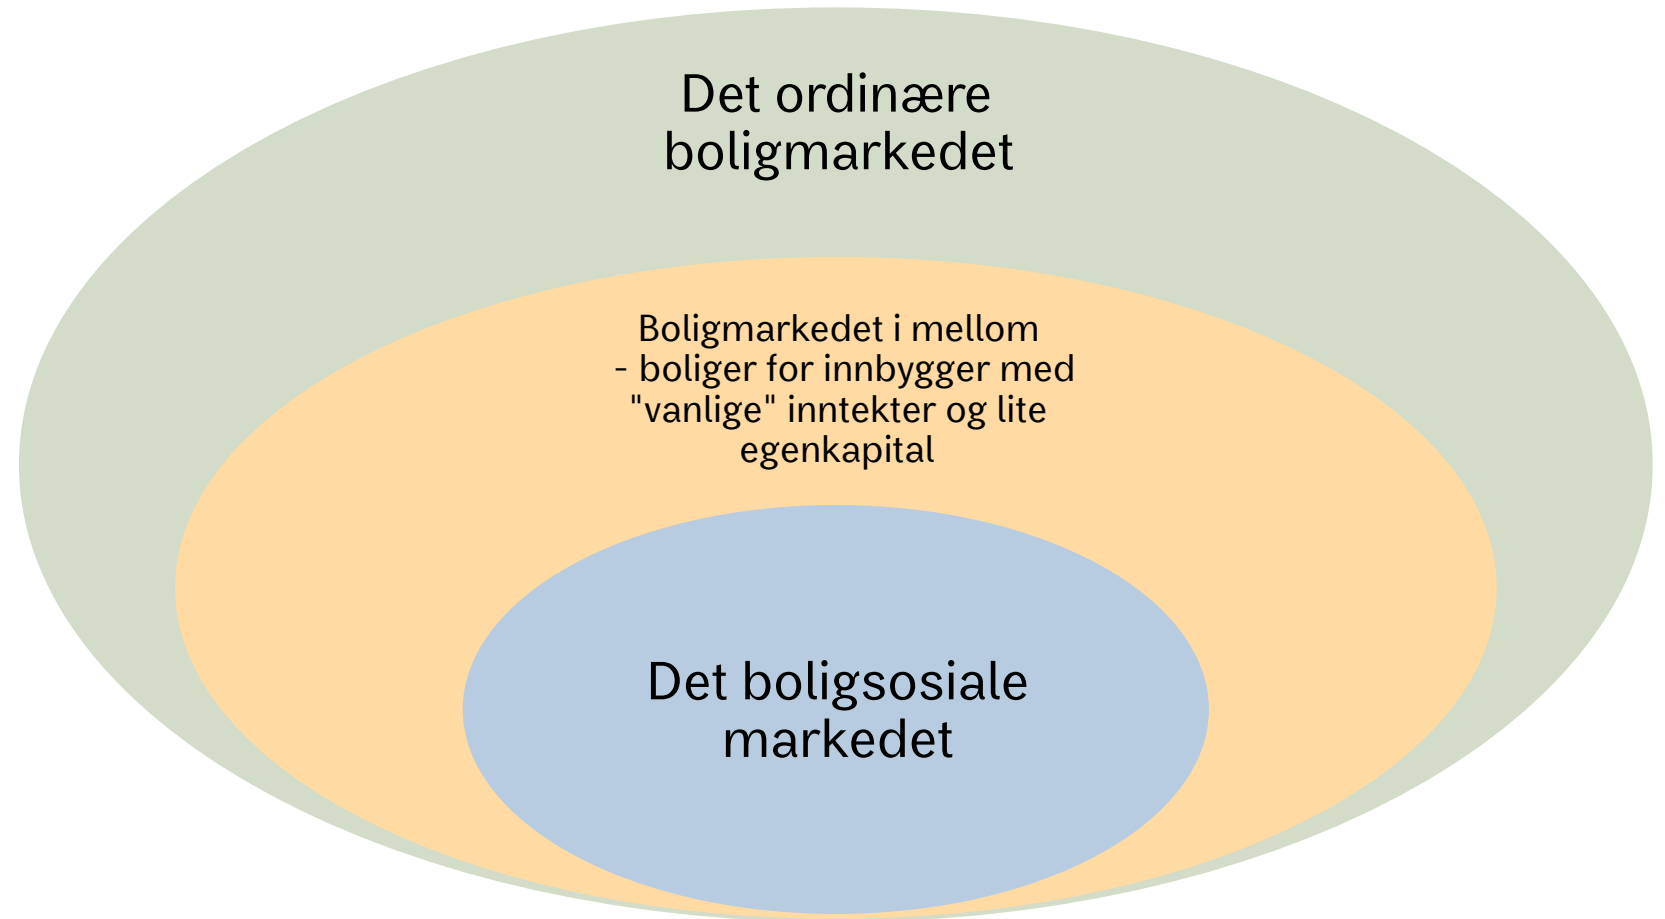 Det ordinære
boligmarkedet
Boligmarkedet i mellom
- boliger for innbygger med
"vanlige" inntekter og lite
egenkapital
Det boligsosiale
markedet